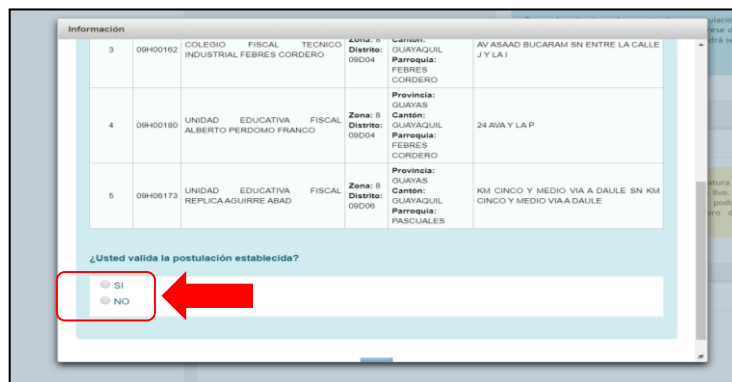 Información
3 09H00162 COLEGIO FISCAL TECNICO INDUSTRIAL FEBRES CORDERO Zona: 8 Distrito: 09D04 Cantón: GUAYAQUIL Parroquia: FEBRES CORDERO AV ASAAD BUCARAM SN ENTRE LA CALLE J Y LA I
4 09H00180 UNIDAD EDUCATIVA FISCAL ALBERTO PERDOMO FRANCO Zona: 8 Distrito: 09D04 Provincia: GUAYAS Cantón: GUAYAQUIL Parroquia: FEBRES CORDERO 24 AVA Y LA P
5 09H06173 UNIDAD EDUCATIVA FISCAL REPLICA AGUIRRE ABAD Zona: 8 Distrito: 09D06 Provincia: GUAYAS Cantón: GUAYAQUIL Parroquia: PASCUALES KM CINCO Y MEDIO VIA A DAULE SN KM CINCO Y MEDIO VIA A DAULE
¿Usted valida la postulación establecida?
SI
NO